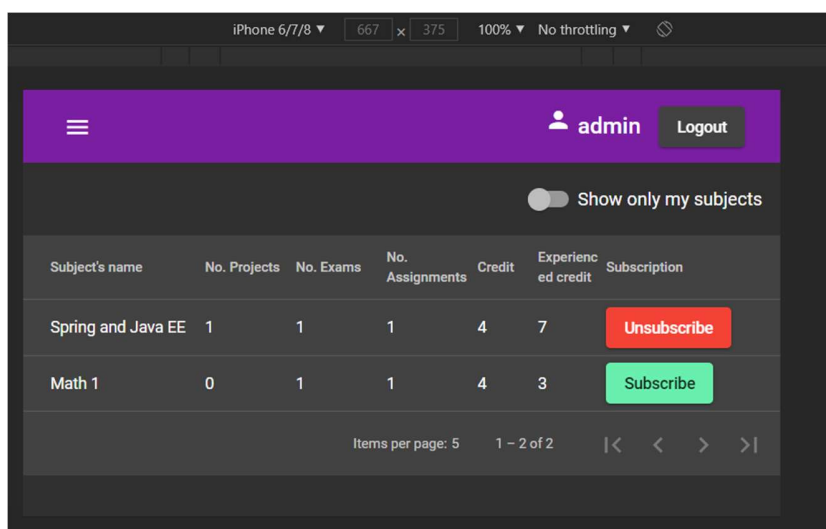 iPhone 6/7/8 ▼ 667 × 375 100% ▼ No throttling ▼
admin Logout
Show only my subjects
Subject's name No. Projects No. Exams No. Assignments Credit Experienced credit Subscription
Spring and Java EE 1 1 1 4 7 Unsubscribe
Math 1 0 1 1 4 3 Subscribe
Items per page: 5 1 – 2 of 2